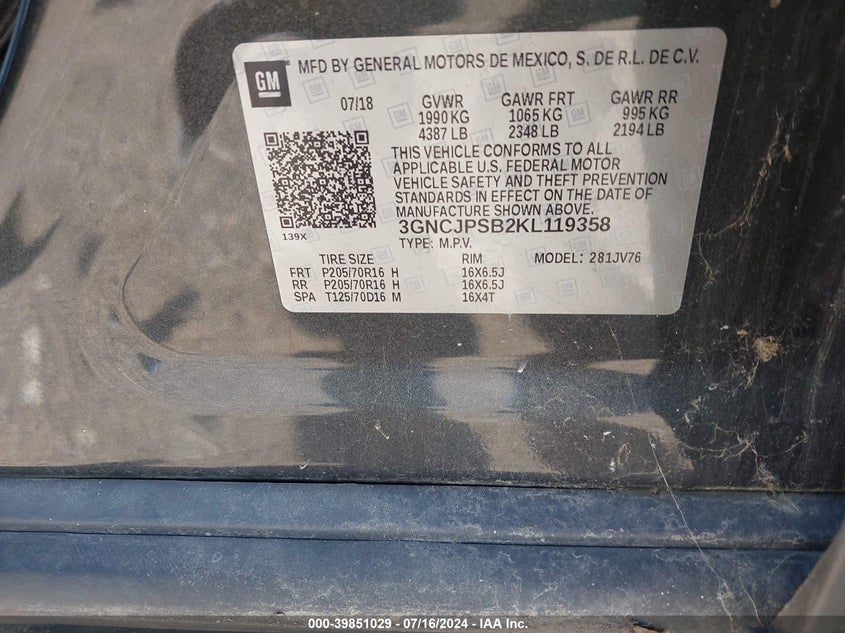 GM
MFD BY GENERAL MOTORS DE MEXICO, S. DE R.L. DE C.V.
07/18 GVWR GAWR FRT GAWR RR
1990 KG 1065 KG 995 KG
4387 LB 2348 LB 2194 LB
THIS VEHICLE CONFORMS TO ALL
APPLICABLE U.S. FEDERAL MOTOR
VEHICLE SAFETY AND THEFT PREVENTION
STANDARDS IN EFFECT ON THE DATE OF
MANUFACTURE SHOWN ABOVE.
3GNCJPSB2KL119358
139X
TYPE: M.P.V.
TIRE SIZE RIM MODEL: 281JV76
FRT P205/70R16 H 16X6.5J
RR P205/70R16 H 16X6.5J
SPA T125/70D16 M 16X4T
000-39851029 - 07/16/2024 - IAA Inc.